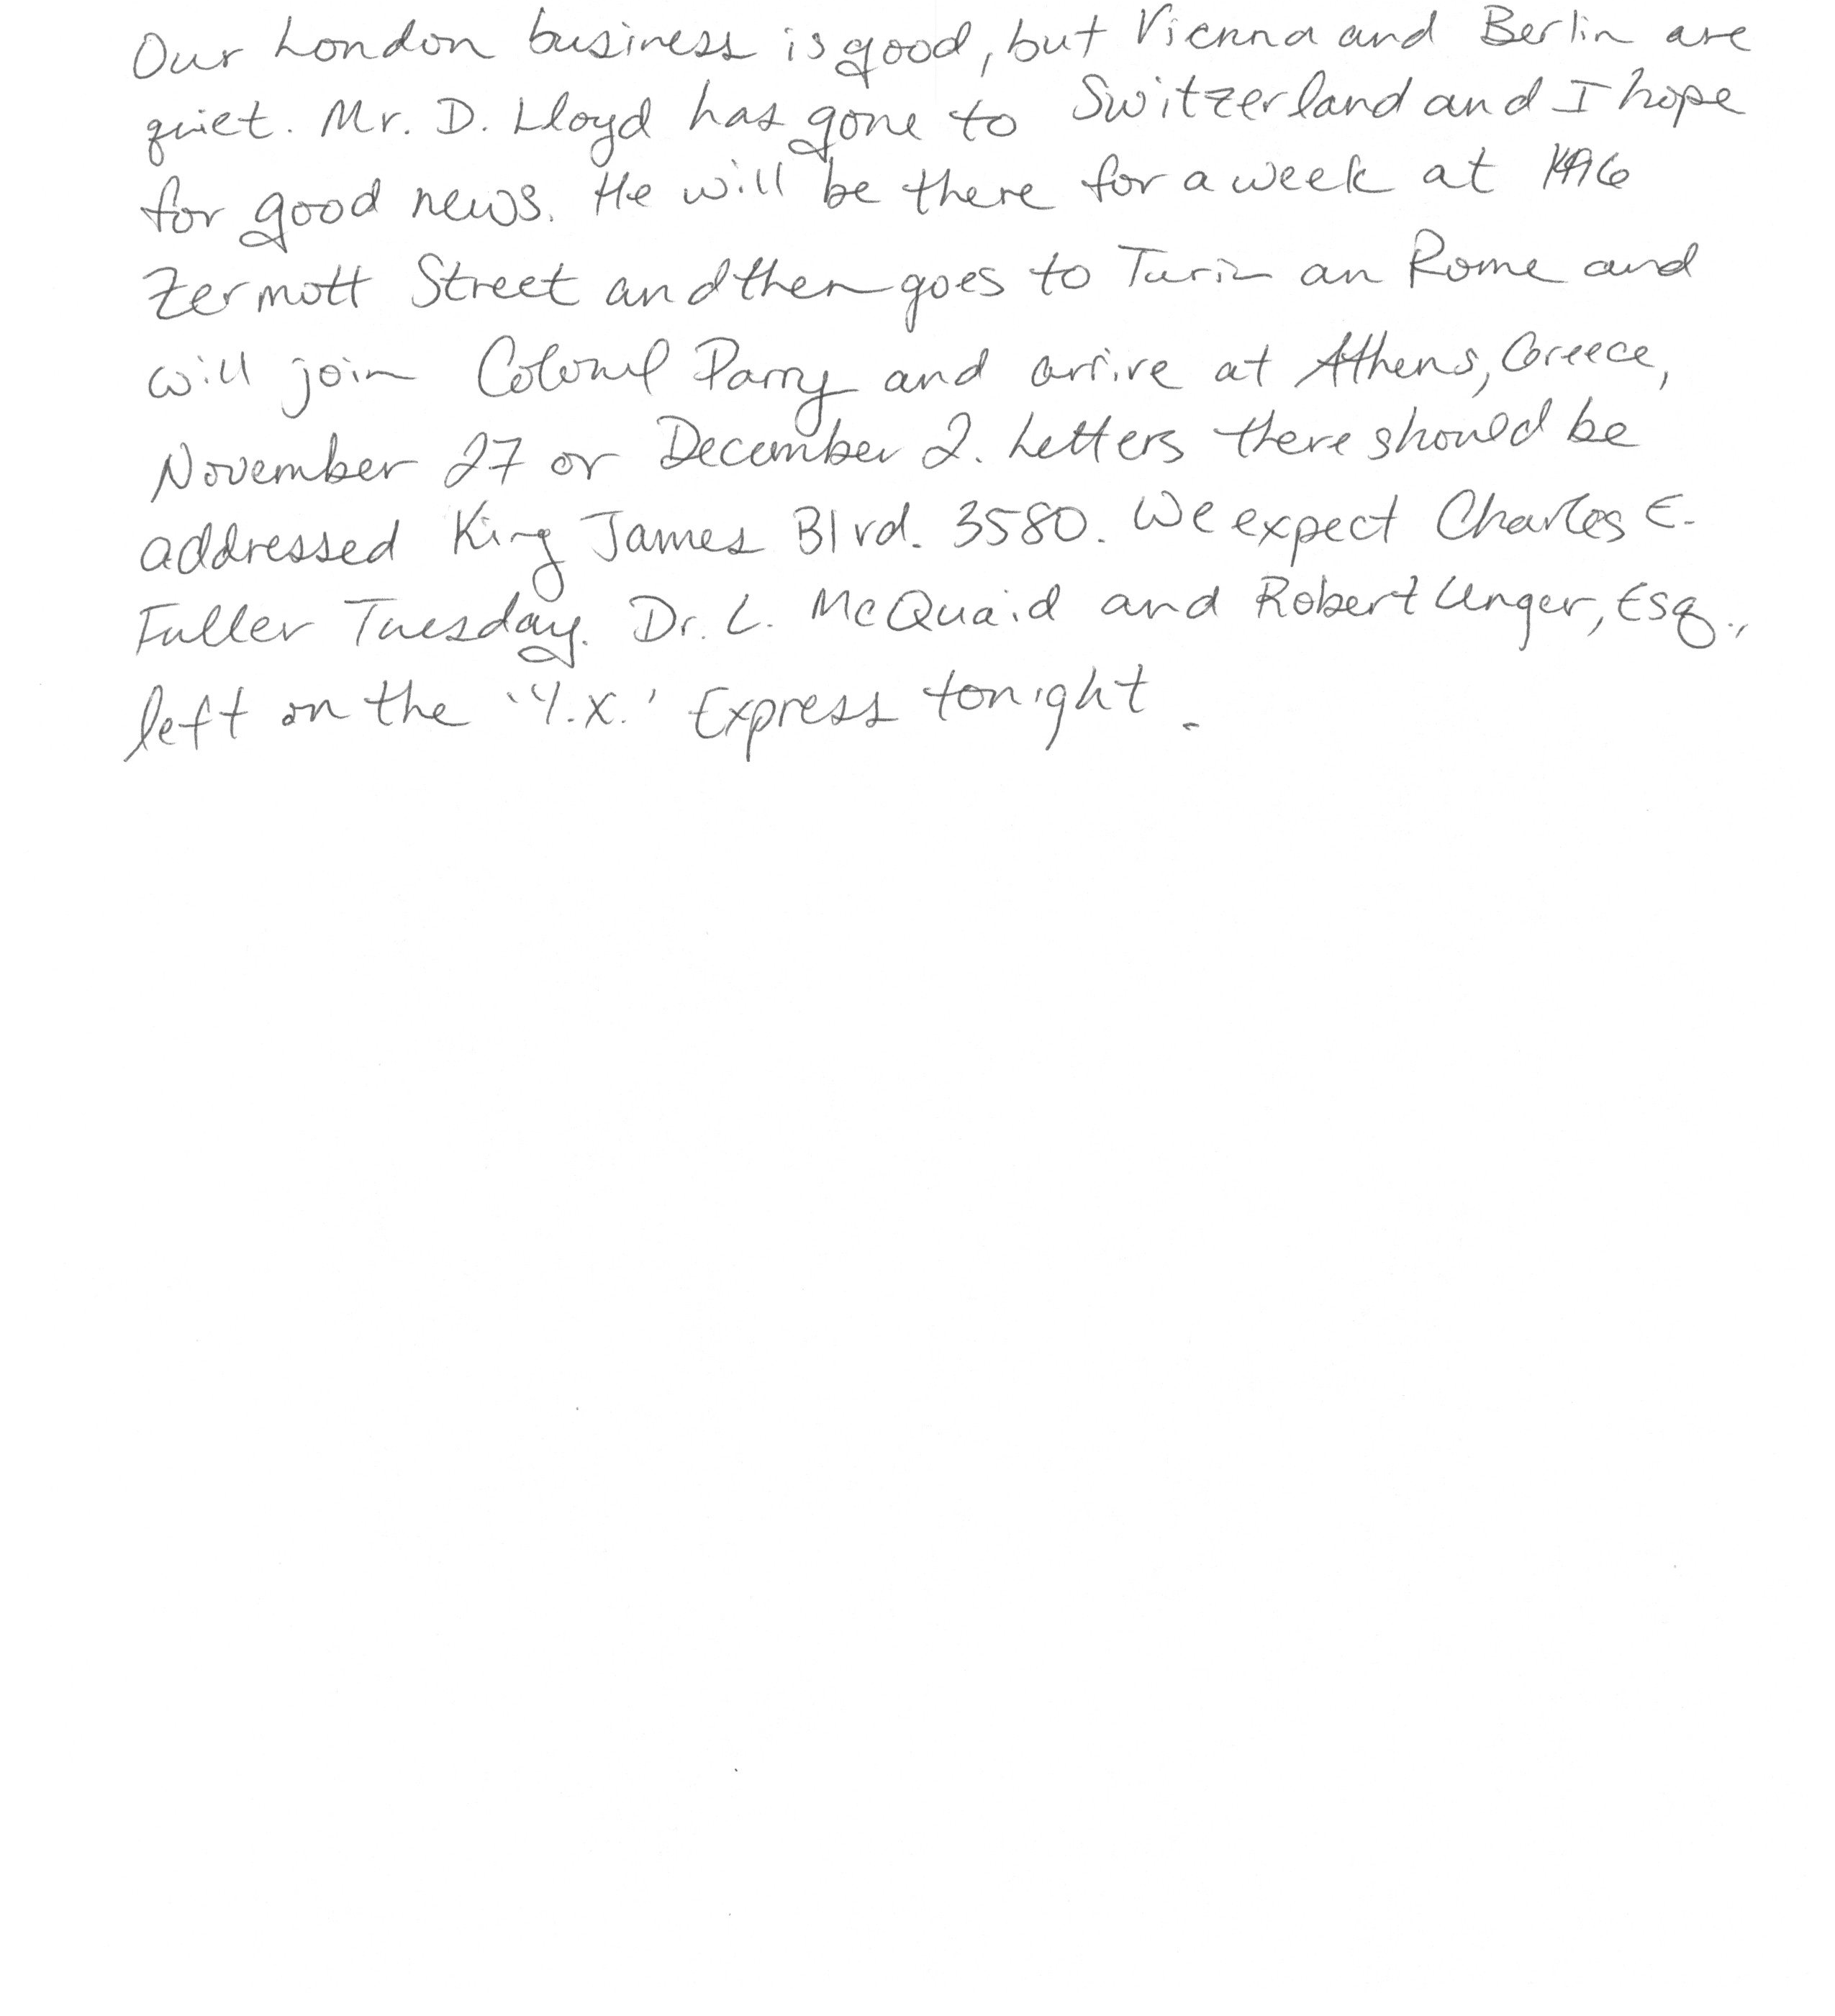 Our London business is good, but Vienna and Berlin are
quiet. Mr. D. Lloyd has gone to Switzerland and I hope
for good news. He will be there for a week at 1496
Zermott Street and then goes to Turin an Rome and
will join Colonel Parry and arrive at Athens, Greece,
November 27 or December 2. Letters there should be
addressed King James Blvd. 3580. We expect Charles E.
Fuller Tuesday. Dr. L. McQuaid and Robert Unger, Esq.,
left on the 'Y.X.' Express tonight.